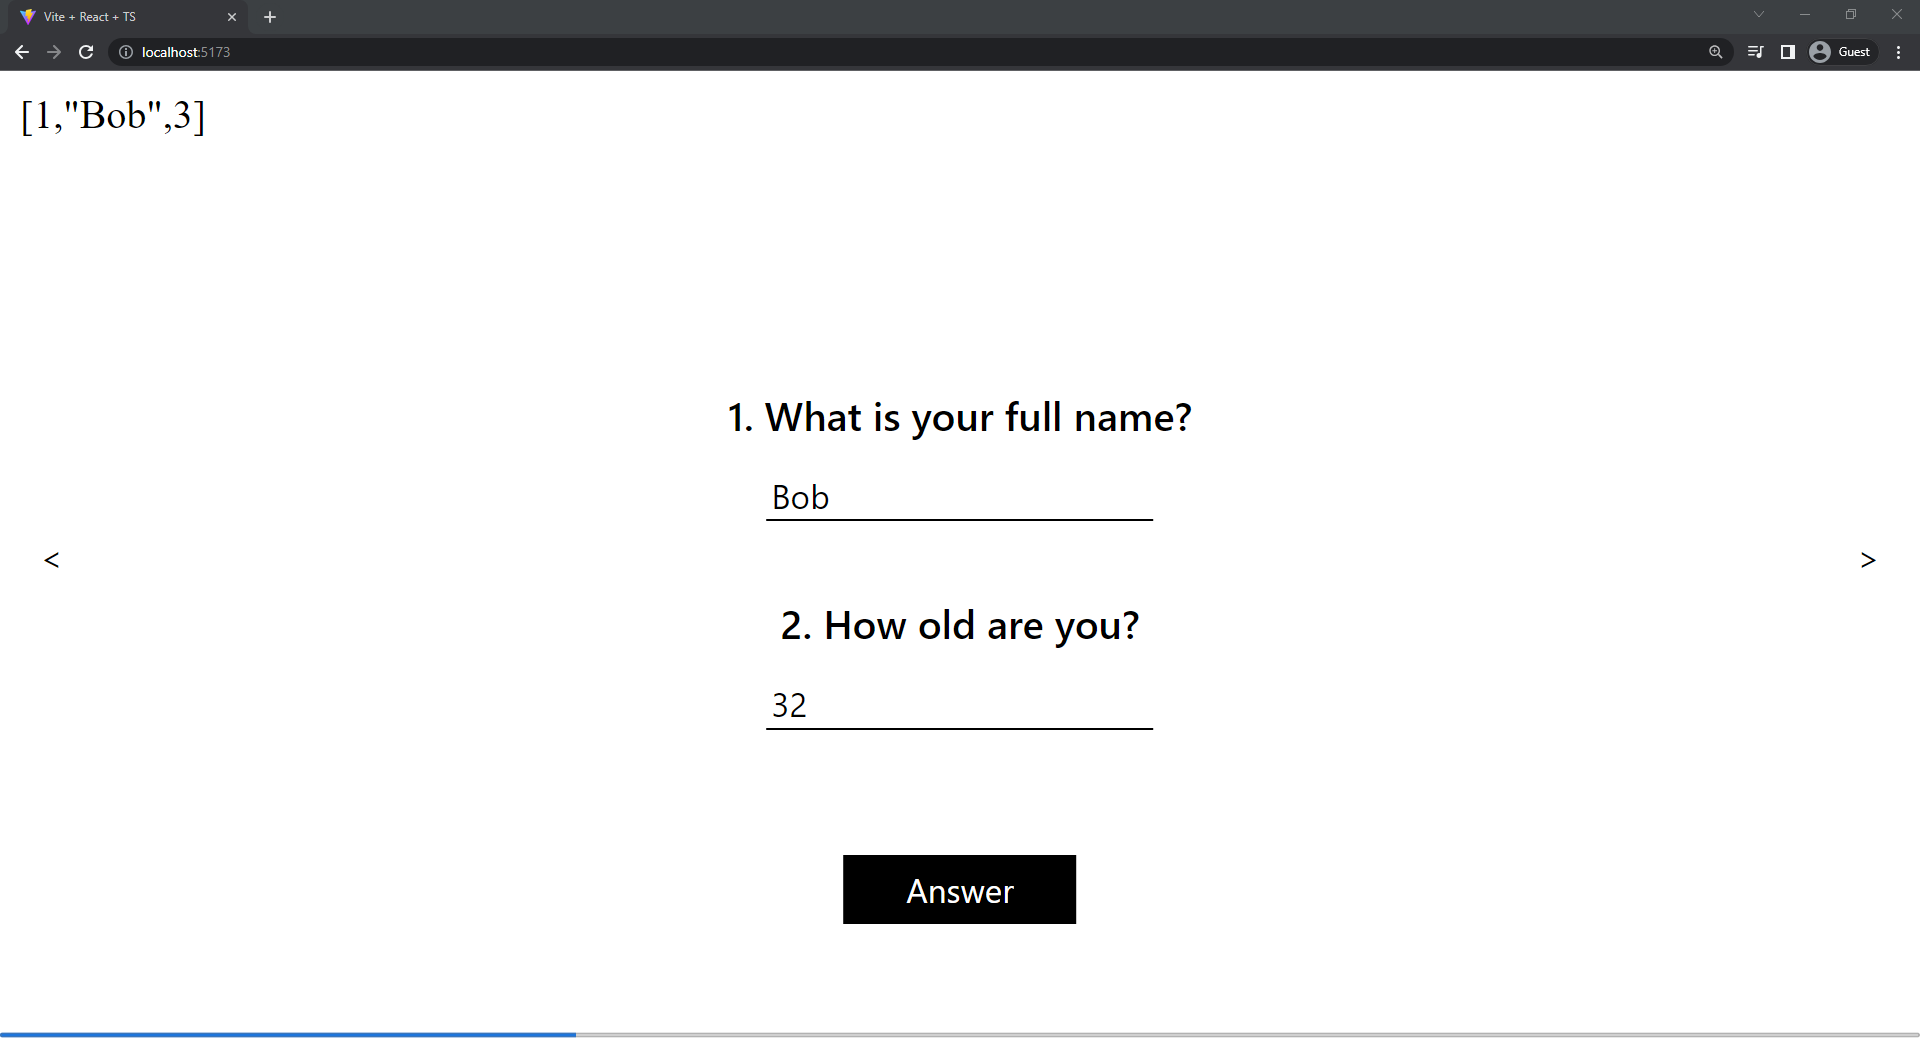 Vite + React + TS
localhost:5173
Guest
[1,"Bob",3]
1. What is your full name?
Bob
<
>
2. How old are you?
32
Answer